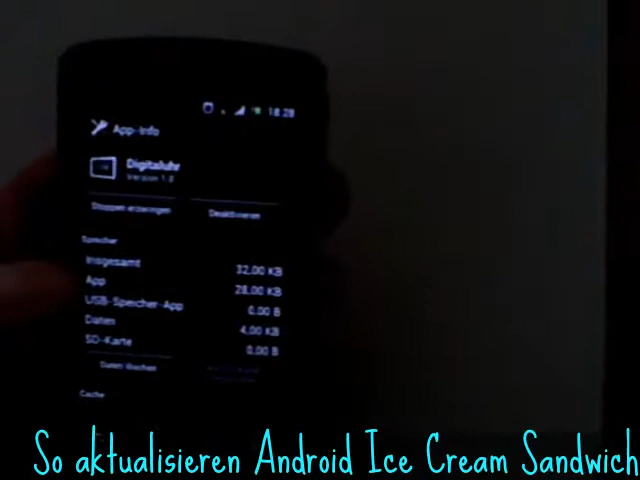 18:28
App-Info
Digitaluhr
Version 1.0
Stoppen erzwingen Deaktivieren
Speicher
Insgesamt 32,00 KB
App 28,00 KB
USB-Speicher-App 0,00 B
Daten 4,00 KB
SD-Karte 0,00 B
Daten löschen
Cache
So aktualisieren Android Ice Cream Sandwich